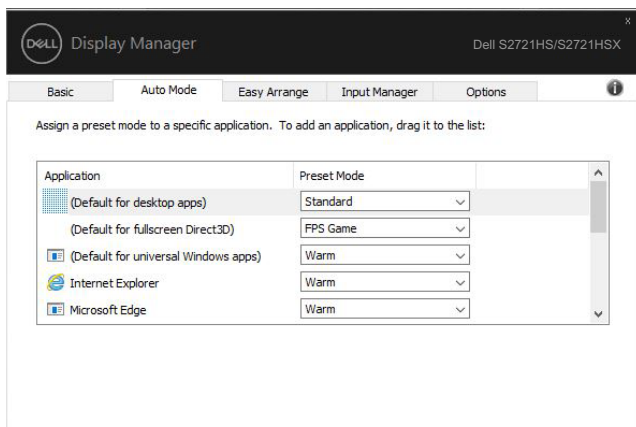 x
DELL Display Manager Dell S2721HS/S2721HSX
Basic Auto Mode Easy Arrange Input Manager Options i
Assign a preset mode to a specific application. To add an application, drag it to the list:
Application Preset Mode
(Default for desktop apps) Standard
(Default for fullscreen Direct3D) FPS Game
(Default for universal Windows apps) Warm
Internet Explorer Warm
Microsoft Edge Warm